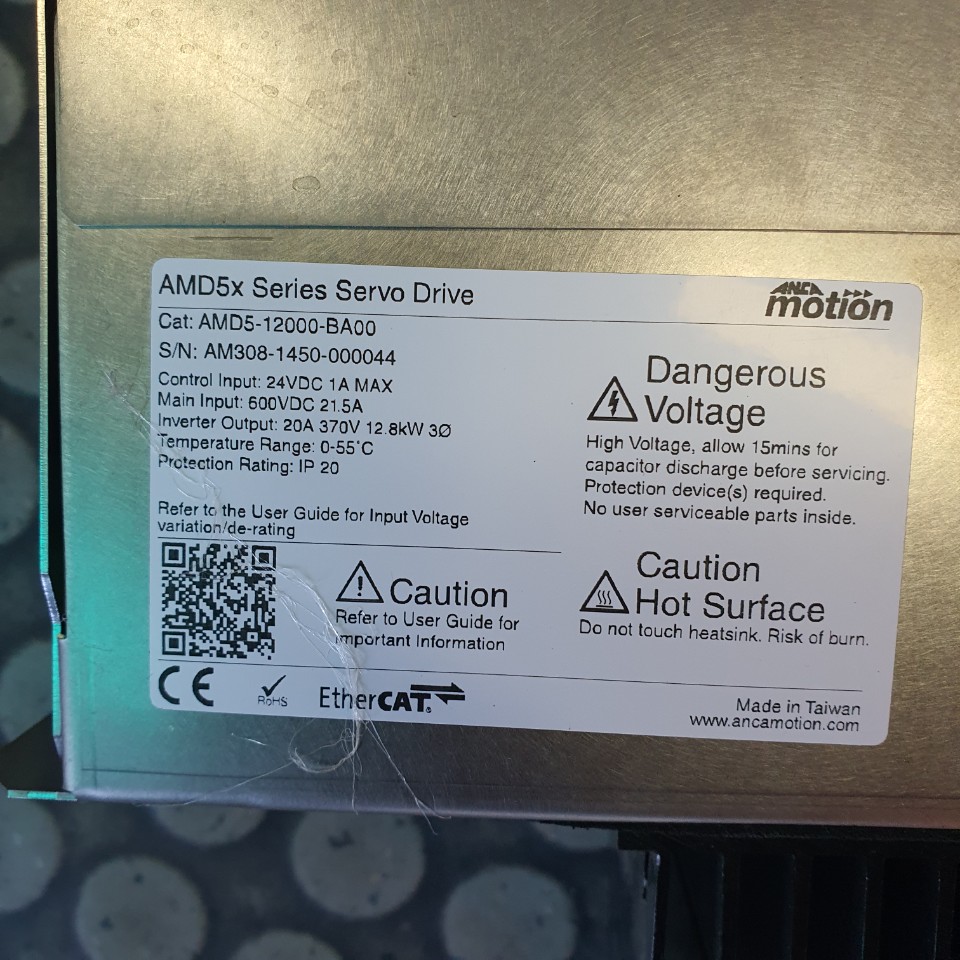 AMD5x Series Servo Drive
ANCA motion
Cat: AMD5-12000-BA00
S/N: AM308-1450-000044
Control Input: 24VDC 1A MAX
Main Input: 600VDC 21.5A
Inverter Output: 20A 370V 12.8kW 3Ø
Temperature Range: 0-55°C
Protection Rating: IP 20
Refer to the User Guide for Input Voltage
variation/de-rating
Dangerous
Voltage
High Voltage, allow 15mins for
capacitor discharge before servicing.
Protection device(s) required.
No user serviceable parts inside.
Caution
Refer to User Guide for
Important Information
Caution
Hot Surface
Do not touch heatsink. Risk of burn.
CE
RoHS
EtherCAT.
Made in Taiwan
www.ancamotion.com